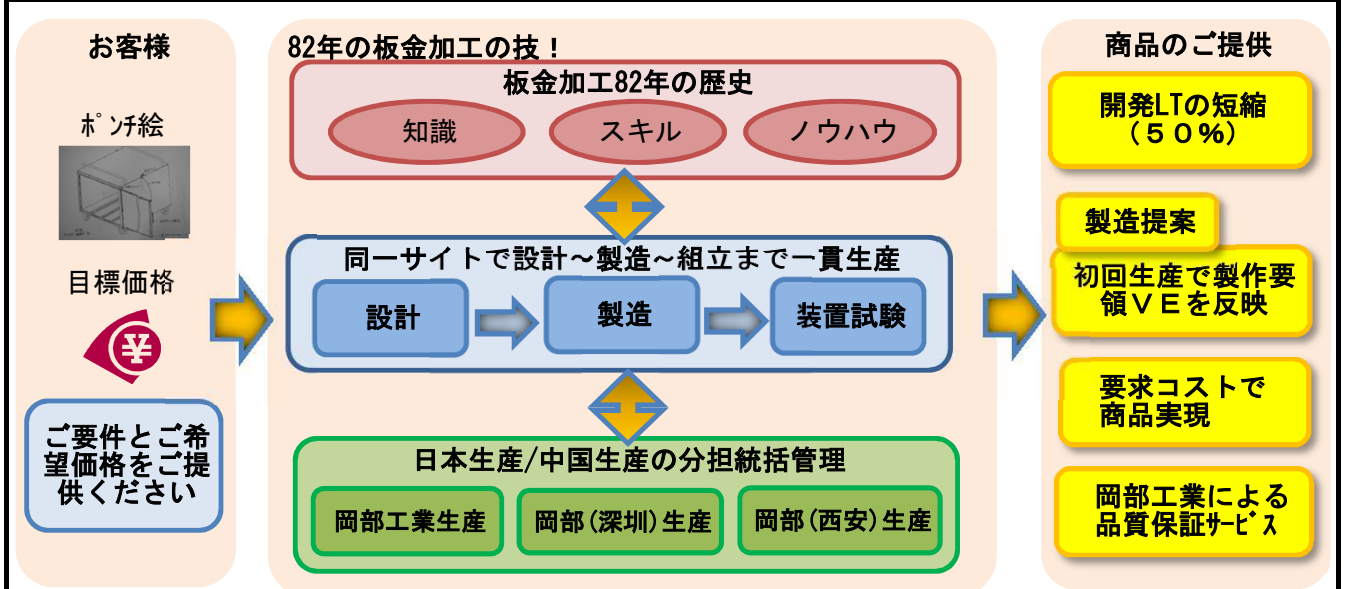 お客様
ポンチ絵
目標価格
ご要件とご希
望価格をご提
供ください
82年の板金加工の技！
板金加工82年の歴史
知識
スキル
ノウハウ
同一サイトで設計～製造～組立まで一貫生産
設計
製造
装置試験
日本生産/中国生産の分担統括管理
岡部工業生産
岡部(深圳)生産
岡部(西安)生産
商品のご提供
開発LTの短縮
（５０％）
製造提案
初回生産で製作要
領ＶＥを反映
要求コストで
商品実現
岡部工業による
品質保証ｻｰﾋﾞｽ